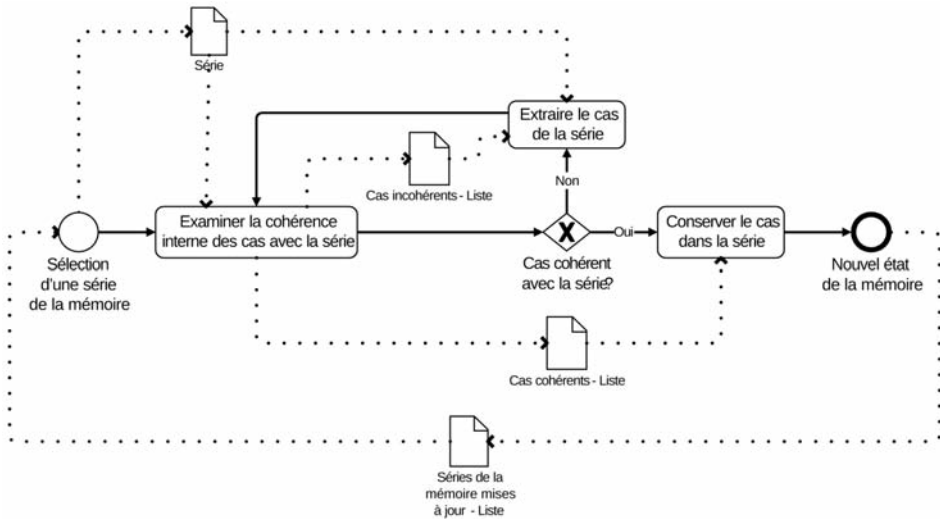 Série
Extraire le cas
de la série
Cas incohérents - Liste
Non
Examiner la cohérence
interne des cas avec la série
Oui
Conserver le cas
dans la série
Sélection
d'une série
de la mémoire
Cas cohérent
avec la série?
Nouvel état
de la mémoire
Cas cohérents - Liste
Séries de la
mémoire mises
à jour - Liste